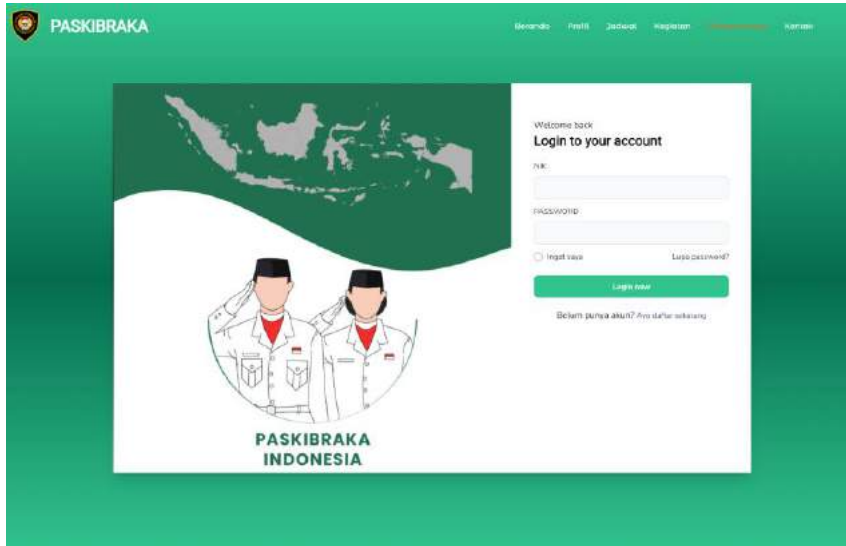 PASKIBRAKA
Beranda Profil Jadwal Kegiatan Kontak
Welcome back
Login to your account
NIK
PASSWORD
Ingat saya Lupa password?
Login now
Belum punya akun? Ayo daftar sekarang
PASKIBRAKA
INDONESIA